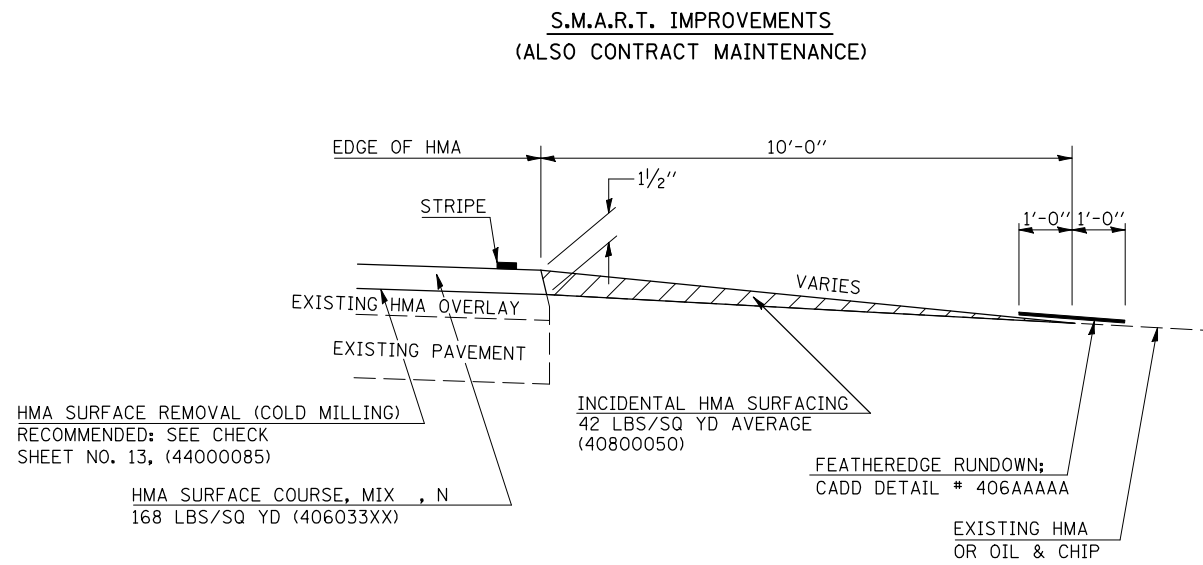 S.M.A.R.T. IMPROVEMENTS
(ALSO CONTRACT MAINTENANCE)
EDGE OF HMA
10'-0"
1 1/2"
STRIPE
1'-0" 1'-0"
VARIES
EXISTING HMA OVERLAY
EXISTING PAVEMENT
HMA SURFACE REMOVAL (COLD MILLING)
RECOMMENDED: SEE CHECK
SHEET NO. 13, (44000085)
INCIDENTAL HMA SURFACING
42 LBS/SQ YD AVERAGE
(40800050)
FEATHEREDGE RUNDOWN;
CADD DETAIL # 406AAAAA
HMA SURFACE COURSE, MIX , N
168 LBS/SQ YD (406033XX)
EXISTING HMA
OR OIL & CHIP